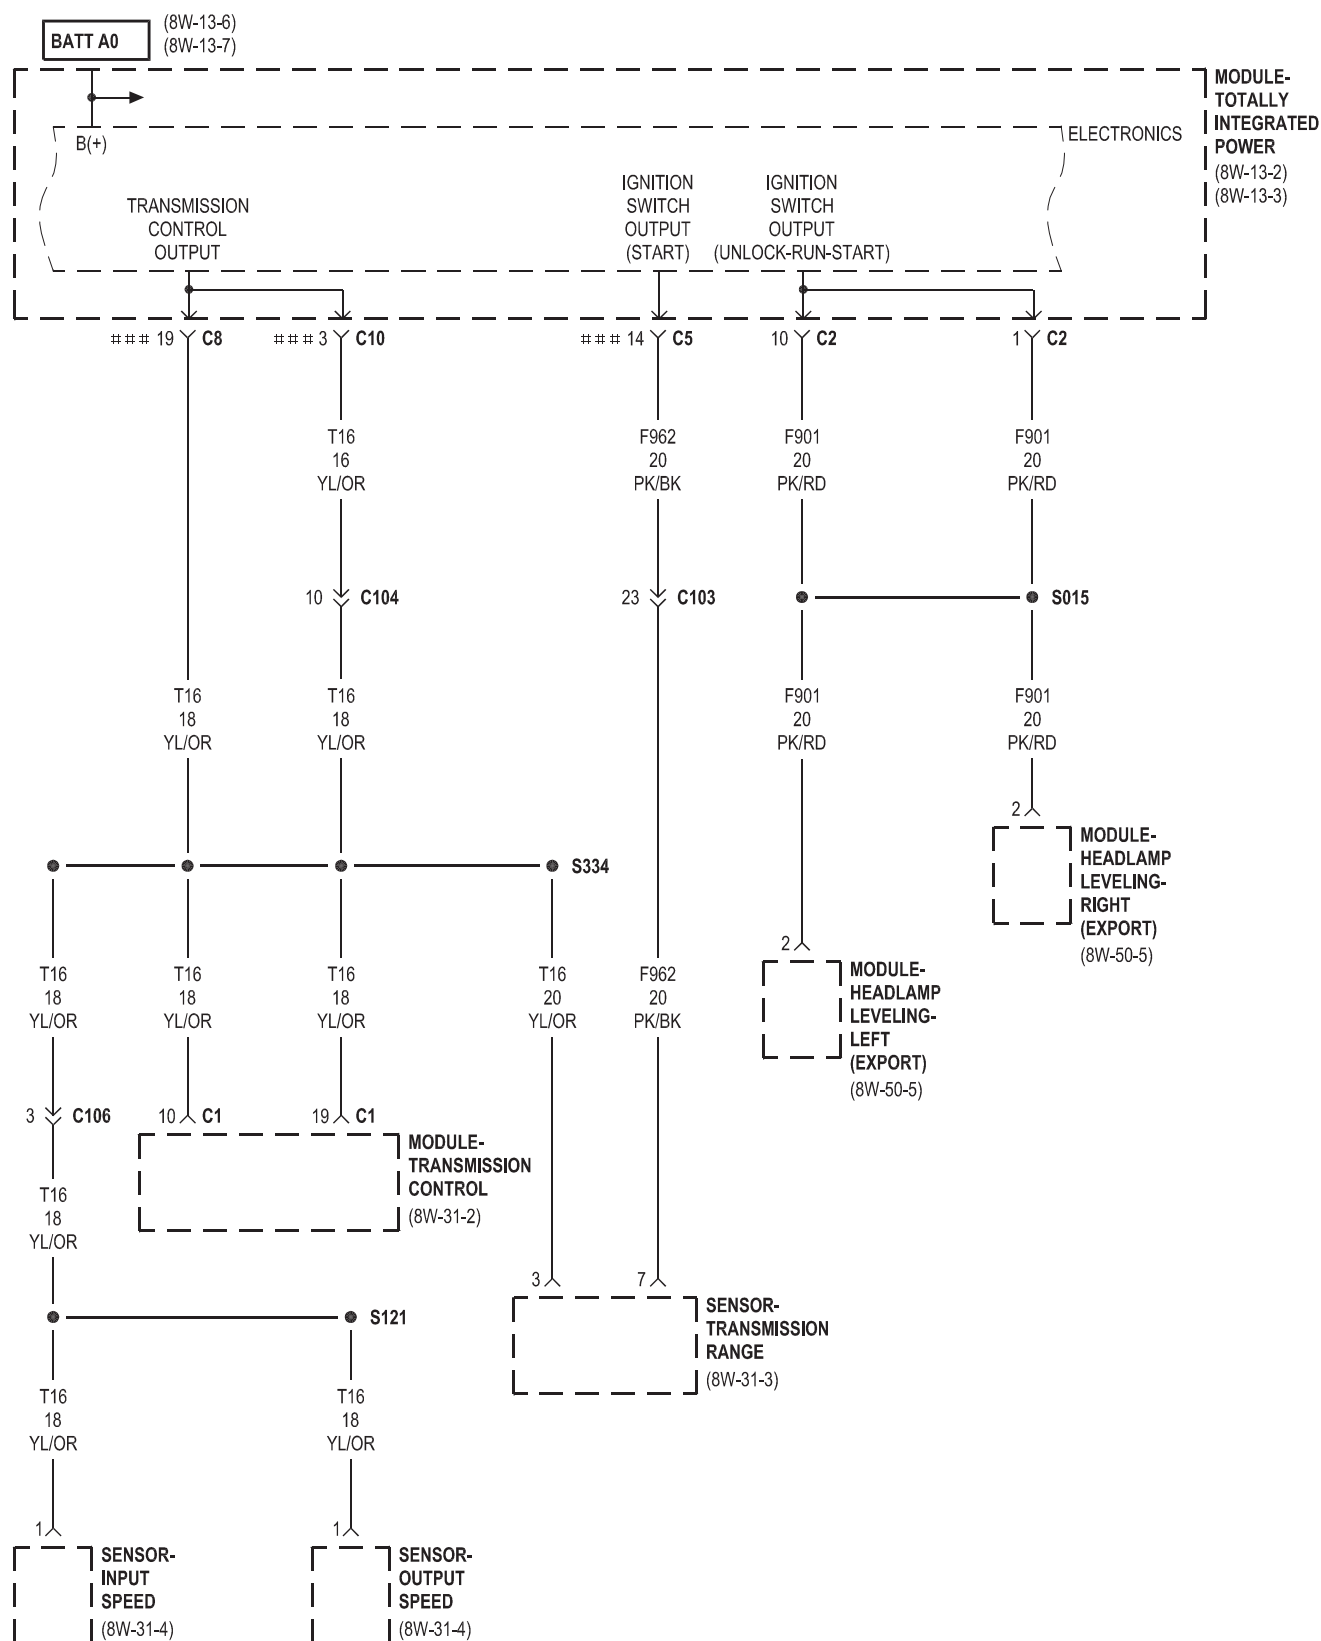 BATT A0
(8W-13-6)
(8W-13-7)
MODULE-
TOTALLY
INTEGRATED
POWER
(8W-13-2)
(8W-13-3)
B(+)
ELECTRONICS
TRANSMISSION
CONTROL
OUTPUT
IGNITION
SWITCH
OUTPUT
(START)
IGNITION
SWITCH
OUTPUT
(UNLOCK-RUN-START)
### 19 C8
### 3 C10
### 14 C5
10 C2
1 C2
T16
16
YL/OR
F962
20
PK/BK
F901
20
PK/RD
F901
20
PK/RD
10 C104
23 C103
S015
T16
18
YL/OR
T16
18
YL/OR
F901
20
PK/RD
F901
20
PK/RD
2
MODULE-
HEADLAMP
LEVELING-
RIGHT
(EXPORT)
(8W-50-5)
S334
2
MODULE-
HEADLAMP
LEVELING-
LEFT
(EXPORT)
(8W-50-5)
T16
18
YL/OR
T16
18
YL/OR
T16
18
YL/OR
T16
20
YL/OR
F962
20
PK/BK
3 C106
10 C1
19 C1
MODULE-
TRANSMISSION
CONTROL
(8W-31-2)
T16
18
YL/OR
3
7
SENSOR-
TRANSMISSION
RANGE
(8W-31-3)
S121
T16
18
YL/OR
T16
18
YL/OR
1
SENSOR-
INPUT
SPEED
(8W-31-4)
1
SENSOR-
OUTPUT
SPEED
(8W-31-4)